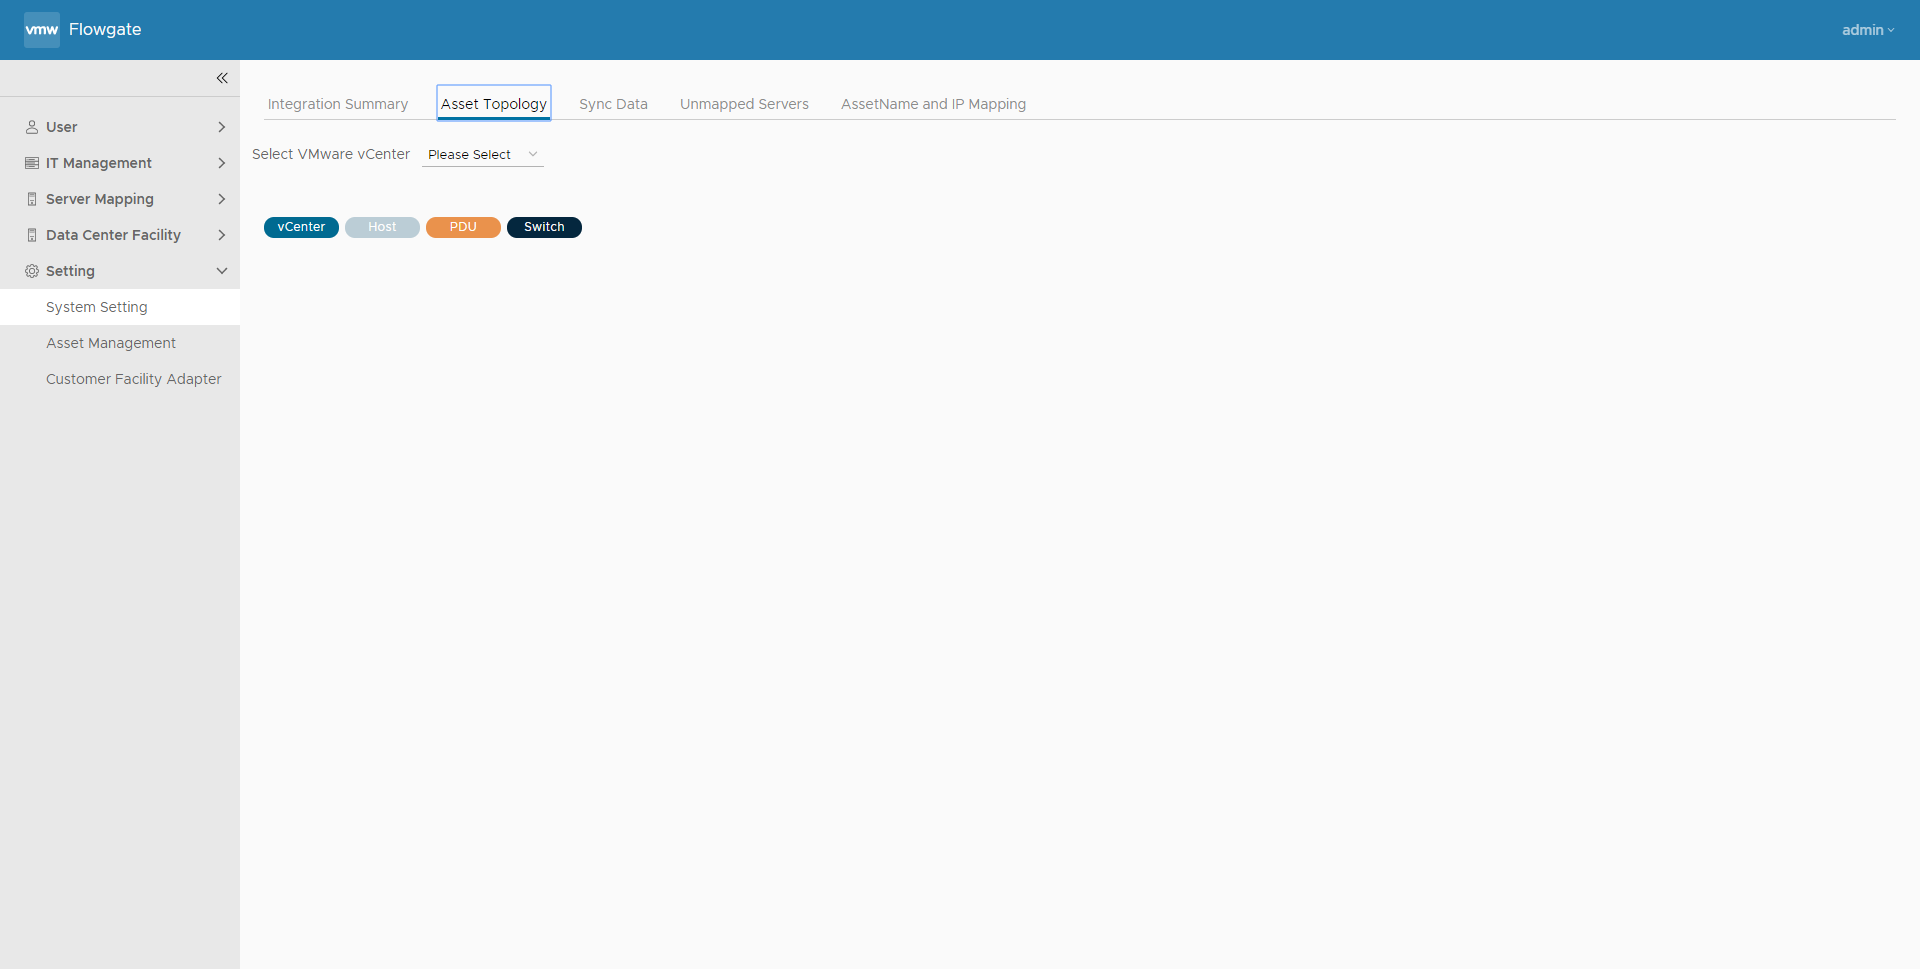 vmw Flowgate
admin
Integration Summary Asset Topology Sync Data Unmapped Servers AssetName and IP Mapping
User
IT Management
Server Mapping
Data Center Facility
Setting
System Setting
Asset Management
Customer Facility Adapter
Select VMware vCenter Please Select
vCenter Host PDU Switch